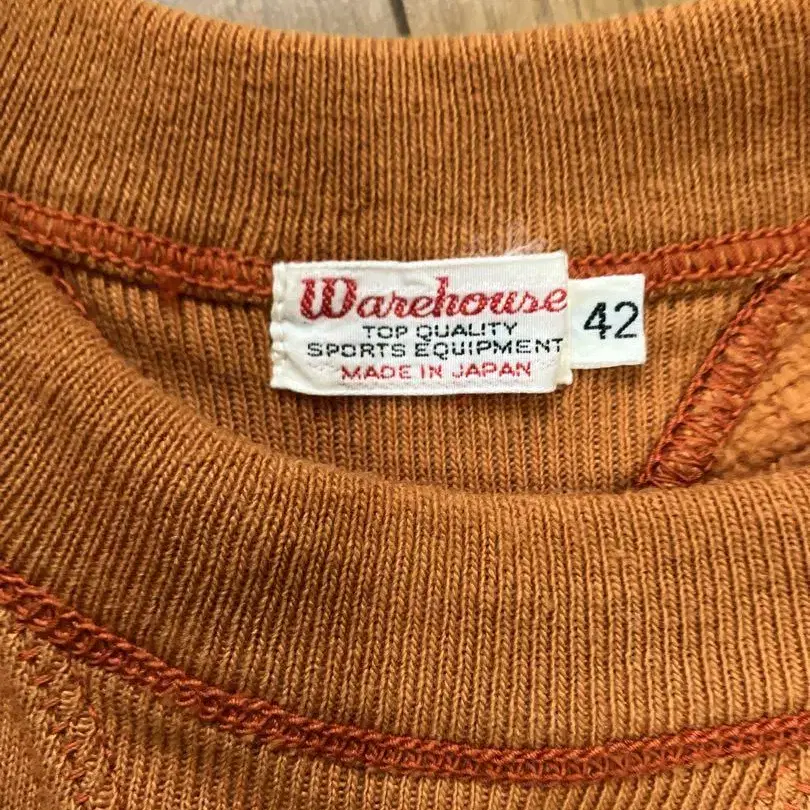 Warehouse
TOP QUALITY
SPORTS EQUIPMENT
MADE IN JAPAN
42